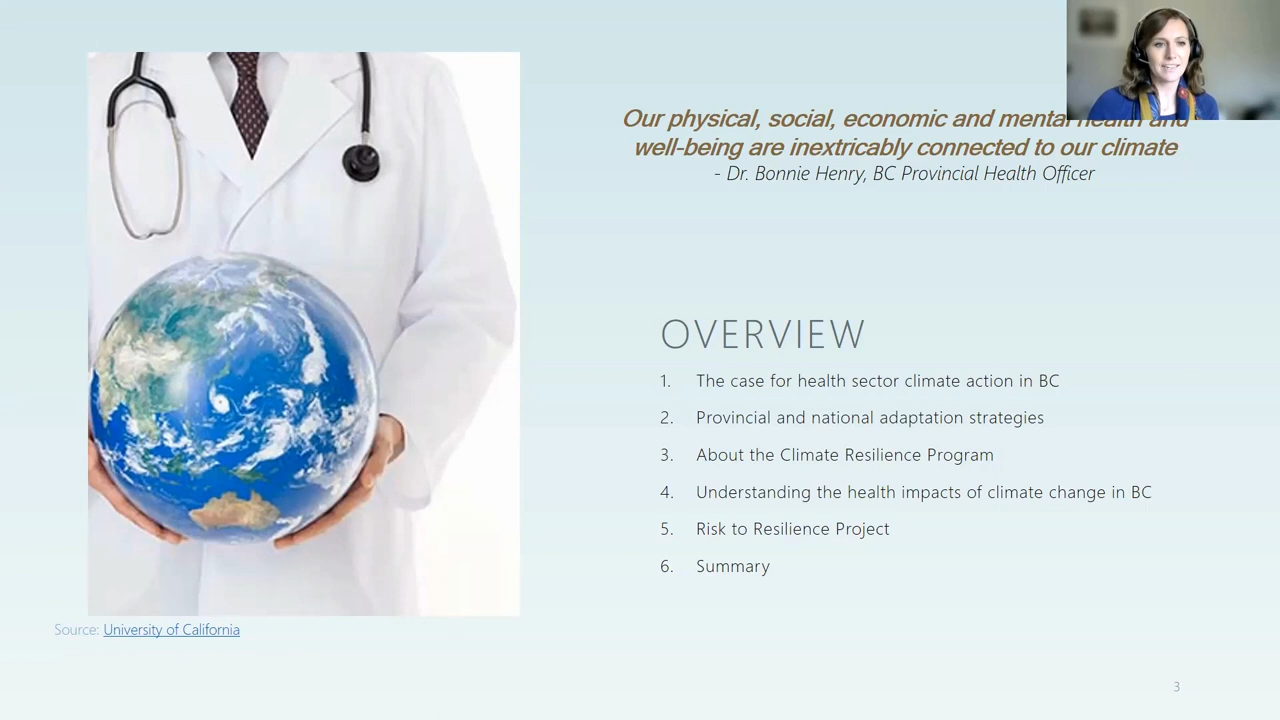 Our physical, social, economic and mental health and
well-being are inextricably connected to our climate
- Dr. Bonnie Henry, BC Provincial Health Officer
OVERVIEW
1. The case for health sector climate action in BC
2. Provincial and national adaptation strategies
3. About the Climate Resilience Program
4. Understanding the health impacts of climate change in BC
5. Risk to Resilience Project
6. Summary
Source: University of California
3